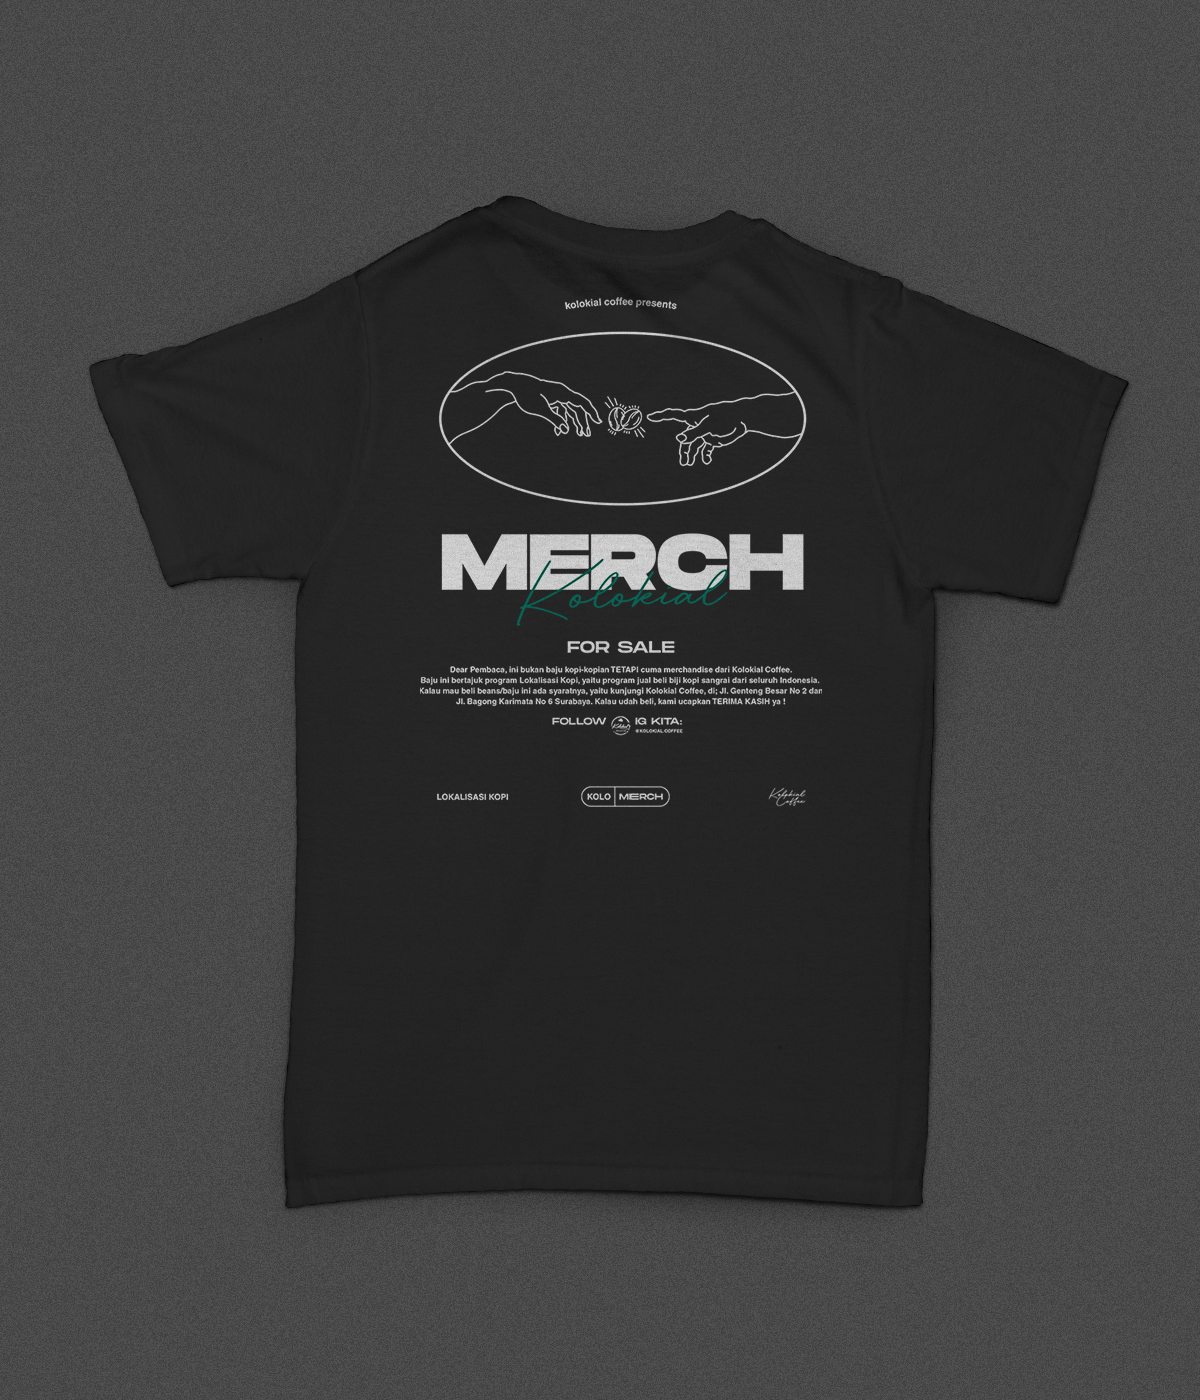 kolokial coffee presents
MERCH
Kolokial
FOR SALE
Dear Pembaca, ini bukan baju kopi-kopian TETAPI cuma merchandise dari Kolokial Coffee.
Baju ini bertajuk program Lokalisasi Kopi, yaitu program jual beli biji kopi sangrai dari seluruh Indonesia.
Kalau mau beli beans/baju ini ada syaratnya, yaitu kunjungi Kolokial Coffee, di; Jl. Genteng Besar No 2 dan
Jl. Bagong Karimata No 6 Surabaya. Kalau udah beli, kami ucapkan TERIMA KASIH ya !
FOLLOW IG KITA:
@KOLOKIAL.COFFEE
LOKALISASI KOPI
KOLO MERCH
Kolokial
Coffee